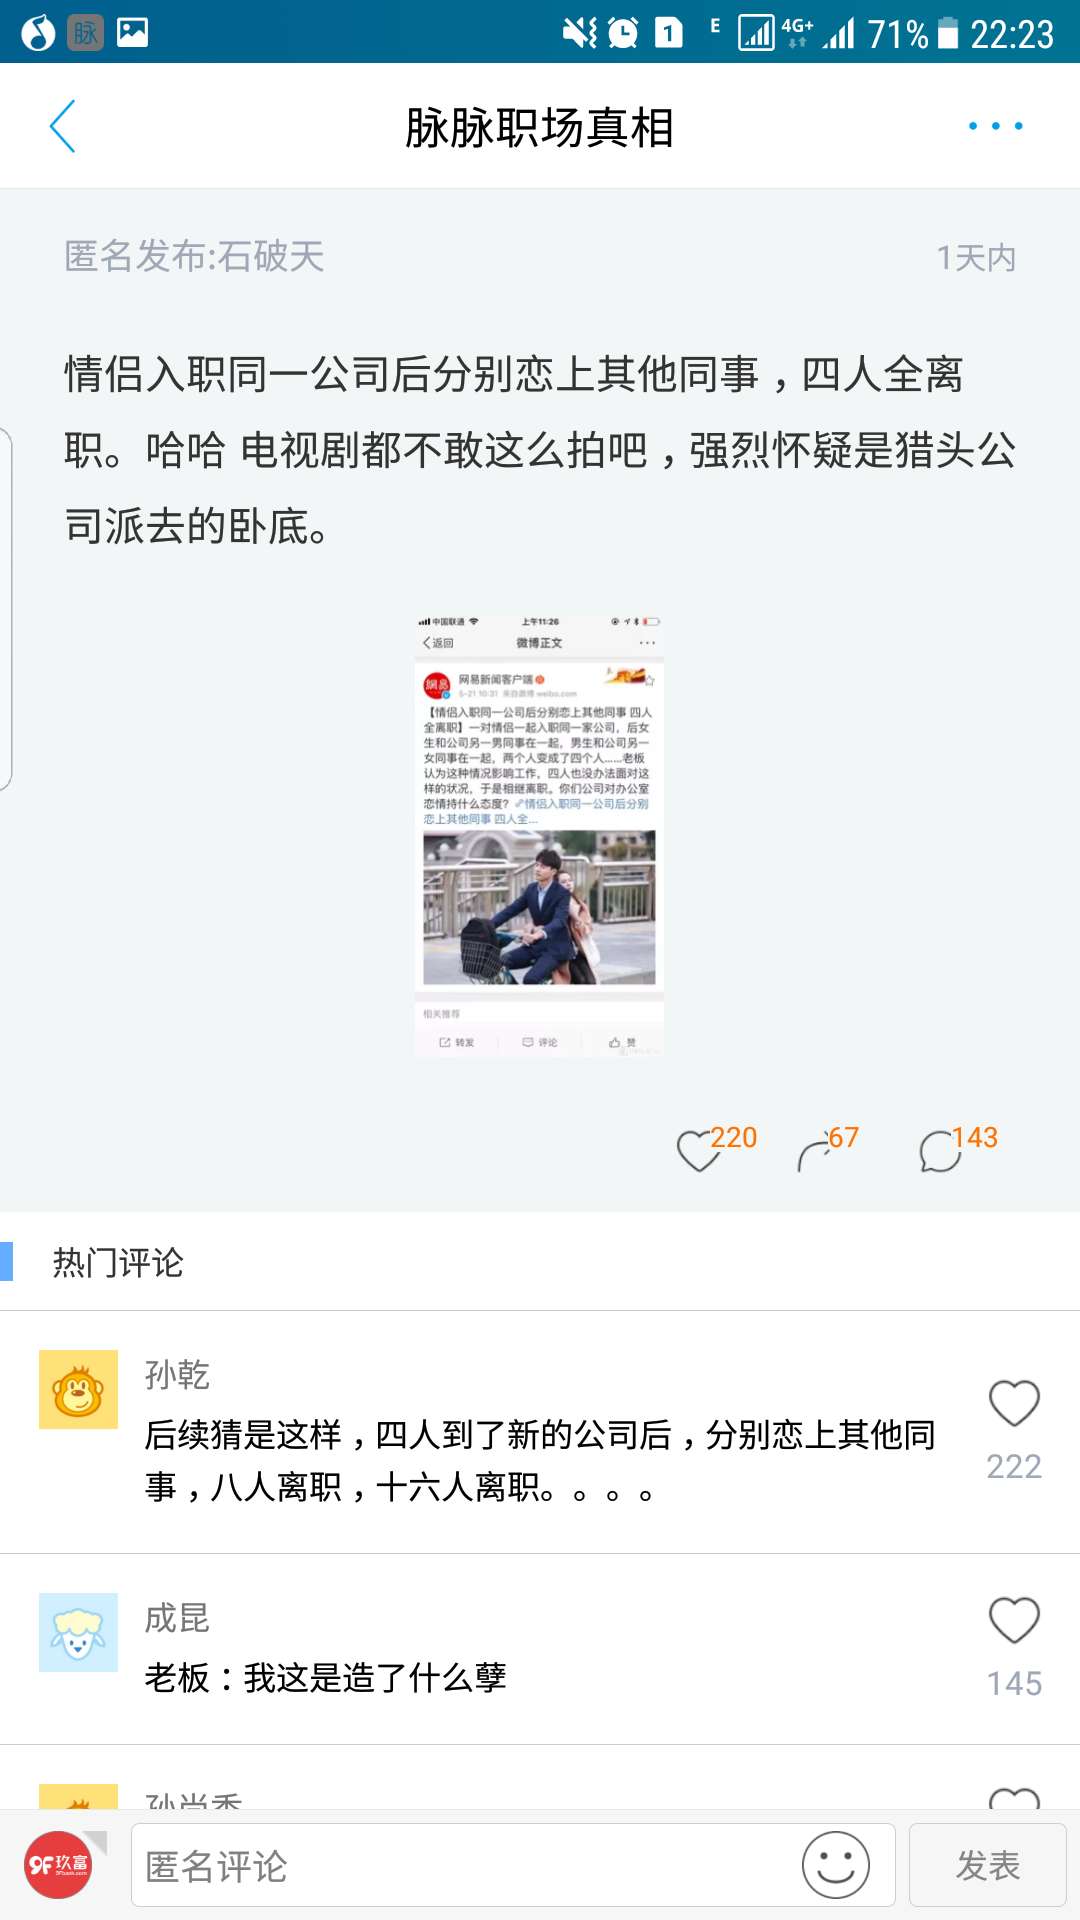 脉
1
E
4G+
71%
22:23
脉脉职场真相
匿名发布:石破天
1天内
情侣入职同一公司后分别恋上其他同事，四人全离
职。哈哈 电视剧都不敢这么拍吧，强烈怀疑是猎头公
司派去的卧底。
中国联通
上午11:26
返回
微博正文
網易
网易新闻客户端
5-21 10:31 来自微博 weibo.com
【情侣入职同一公司后分别恋上其他同事 四人
全离职】一对情侣一起入职同一家公司，后女
生和公司另一男同事在一起，男生和公司另一
女同事在一起，两个人变成了四个人......老板
认为这种情况影响工作，四人也没办法面对这
样的状况，于是相继离职。你们公司对办公室
恋情持什么态度？情侣入职同一公司后分别
恋上其他同事 四人全...
相关推荐
转发
评论
赞
220
67
143
热门评论
孙乾
后续猜是这样，四人到了新的公司后，分别恋上其他同
事，八人离职，十六人离职。。。。
222
成昆
老板：我这是造了什么孽
145
9F玖富
匿名评论
发表